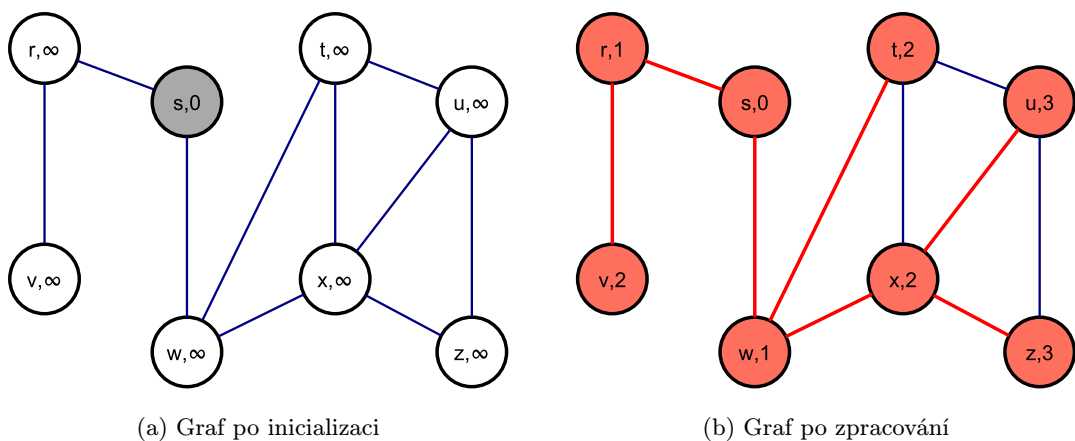 r,∞
t,∞
s,0
u,∞
v,∞
x,∞
w,∞
z,∞
(a) Graf po inicializaci
r,1
t,2
s,0
u,3
v,2
x,2
w,1
z,3
(b) Graf po zpracování